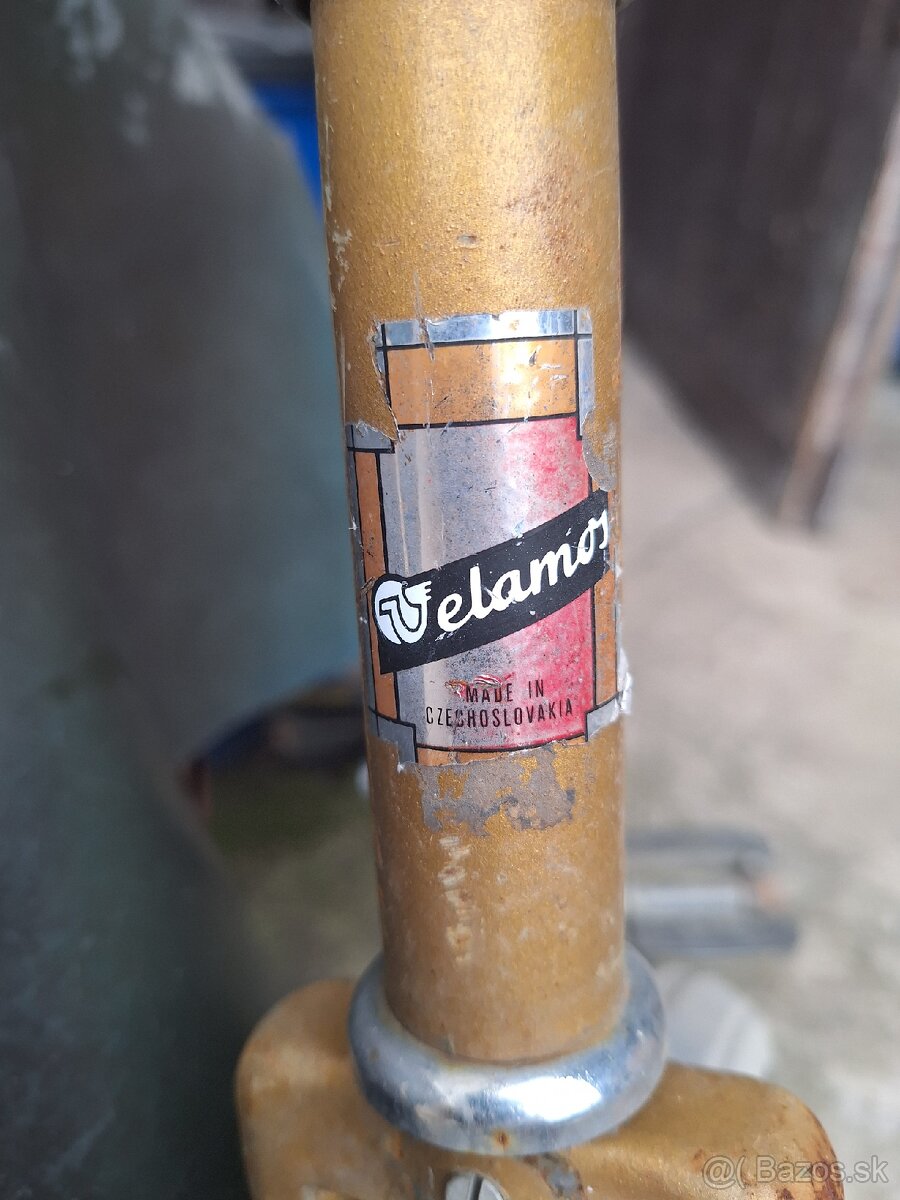 Velamos
MADE IN
CZECHOSLOVAKIA
@( Bazos.sk